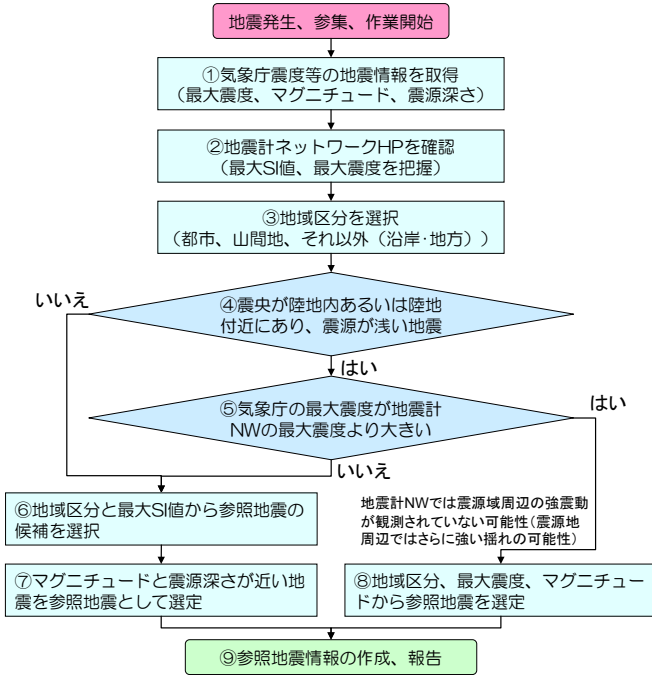 地震発生、参集、作業開始
①気象庁震度等の地震情報を取得
（最大震度、マグニチュード、震源深さ）
②地震計ネットワークHPを確認
（最大SI値、最大震度を把握）
③地域区分を選択
（都市、山間地、それ以外（沿岸・地方））
④震央が陸地内あるいは陸地
付近にあり、震源が浅い地震
いいえ
はい
⑤気象庁の最大震度が地震計
NWの最大震度より大きい
はい
いいえ
地震計NWでは震源域周辺の強震動
が観測されていない可能性（震源地
周辺ではさらに強い揺れの可能性）
⑥地域区分と最大SI値から参照地震の
候補を選択
⑦マグニチュードと震源深さが近い地
震を参照地震として選定
⑧地域区分、最大震度、マグニチュー
ドから参照地震を選定
⑨参照地震情報の作成、報告